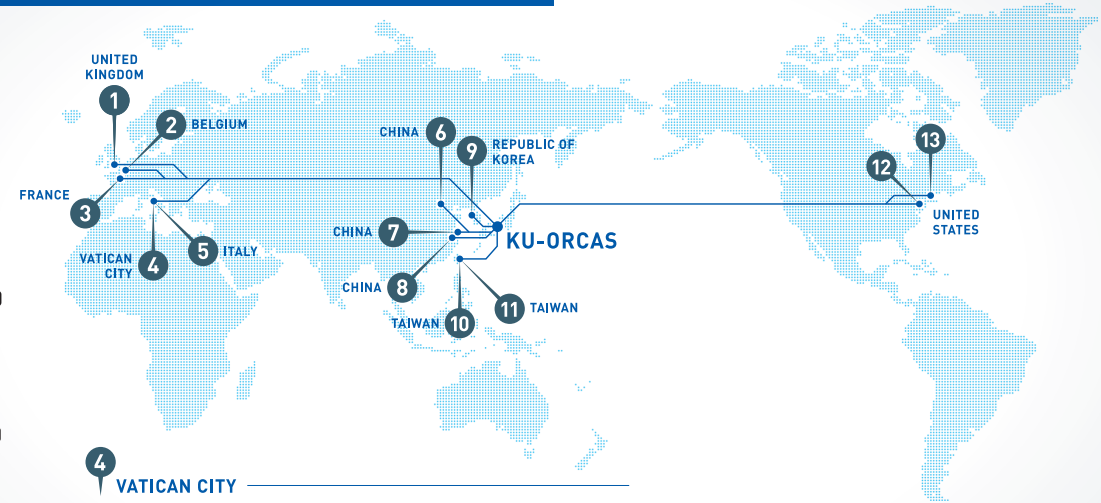 UNITED
KINGDOM
1
2 BELGIUM
FRANCE
3
VATICAN
CITY
4
5 ITALY
CHINA 6
9 REPUBLIC OF
KOREA
CHINA 7
KU-ORCAS
CHINA 8
TAIWAN 10
11 TAIWAN
12
13
UNITED
STATES
4
VATICAN CITY